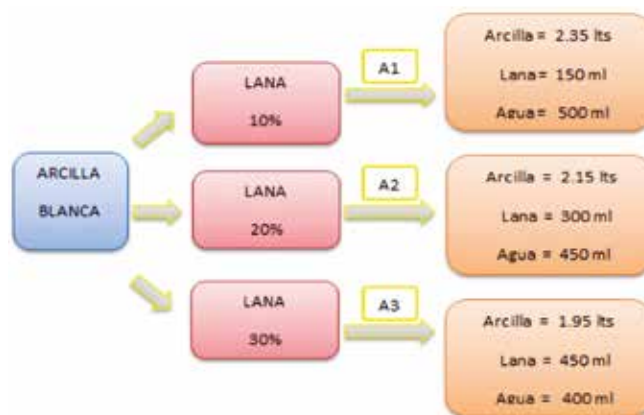 ARCILLA
BLANCA
LANA
10%
A1
Arcilla = 2.35 lts
Lana= 150 ml
Agua= 500 ml
LANA
20%
A2
Arcilla = 2.15 lts
Lana = 300 ml
Agua = 450 ml
LANA
30%
A3
Arcilla = 1.95 lts
Lana = 450 ml
Agua = 400 ml